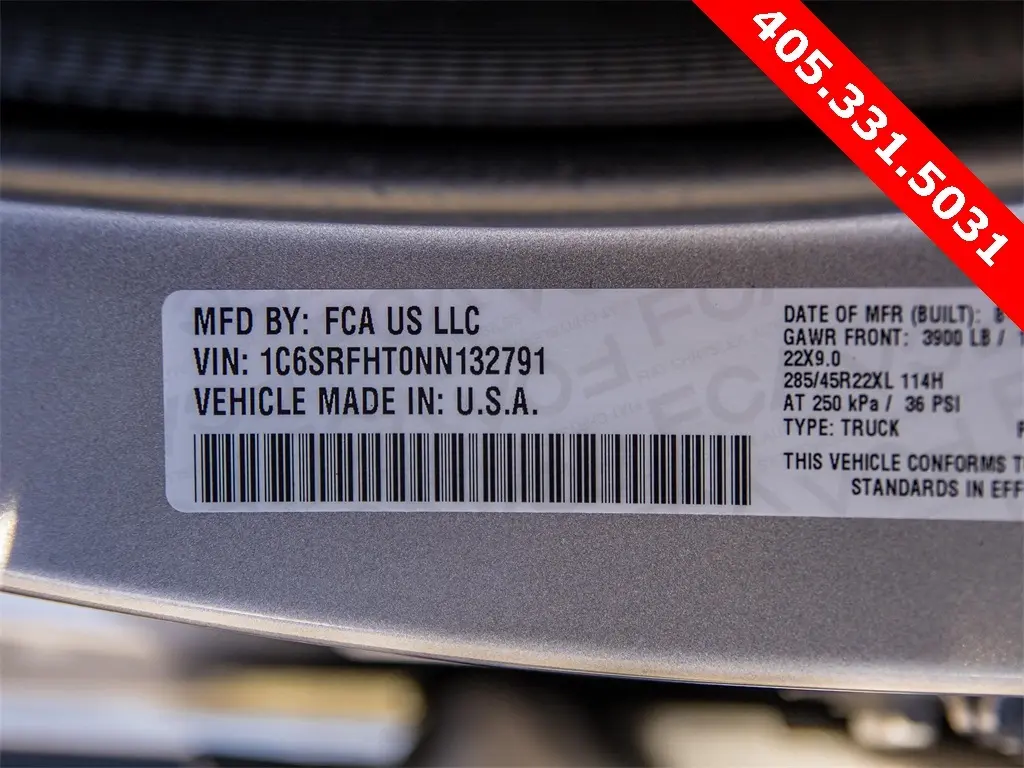 405.331.5031
MFD BY: FCA US LLC
VIN: 1C6SRFHT0NN132791
VEHICLE MADE IN: U.S.A.
DATE OF MFR (BUILT):
GAWR FRONT: 3900 LB /
22X9.0
285/45R22XL 114H
AT 250 kPa / 36 PSI
TYPE: TRUCK
THIS VEHICLE CONFORMS T
STANDARDS IN EFF